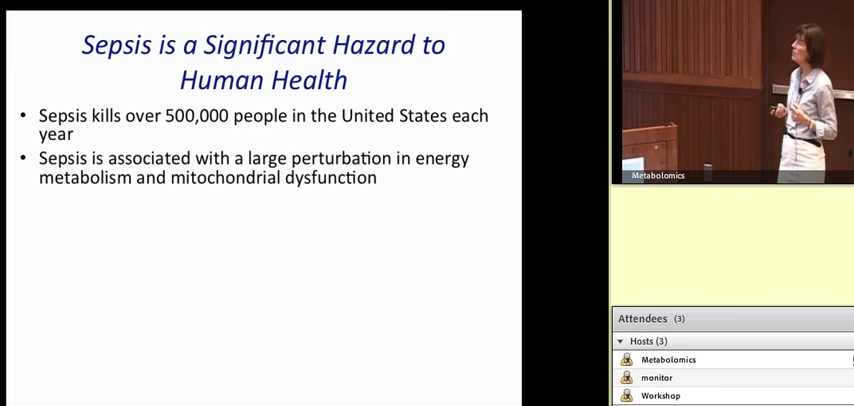 Sepsis is a Significant Hazard to
Human Health
• Sepsis kills over 500,000 people in the United States each
year
• Sepsis is associated with a large perturbation in energy
metabolism and mitochondrial dysfunction
Metabolomics
Attendees (3)
Hosts (3)
Metabolomics
monitor
Workshop